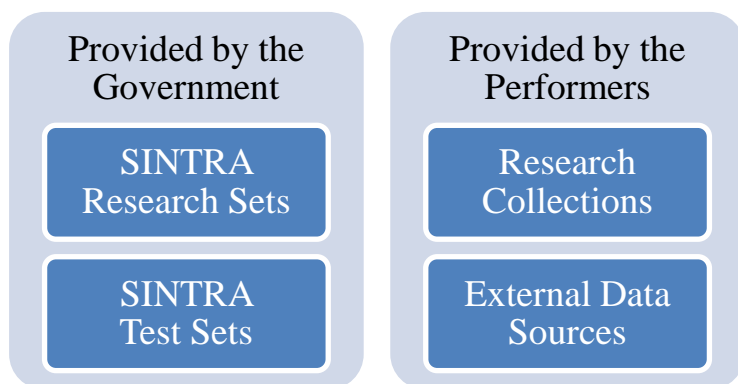 Provided by the
Government
SINTRA
Research Sets
SINTRA
Test Sets
Provided by the
Performers
Research
Collections
External Data
Sources